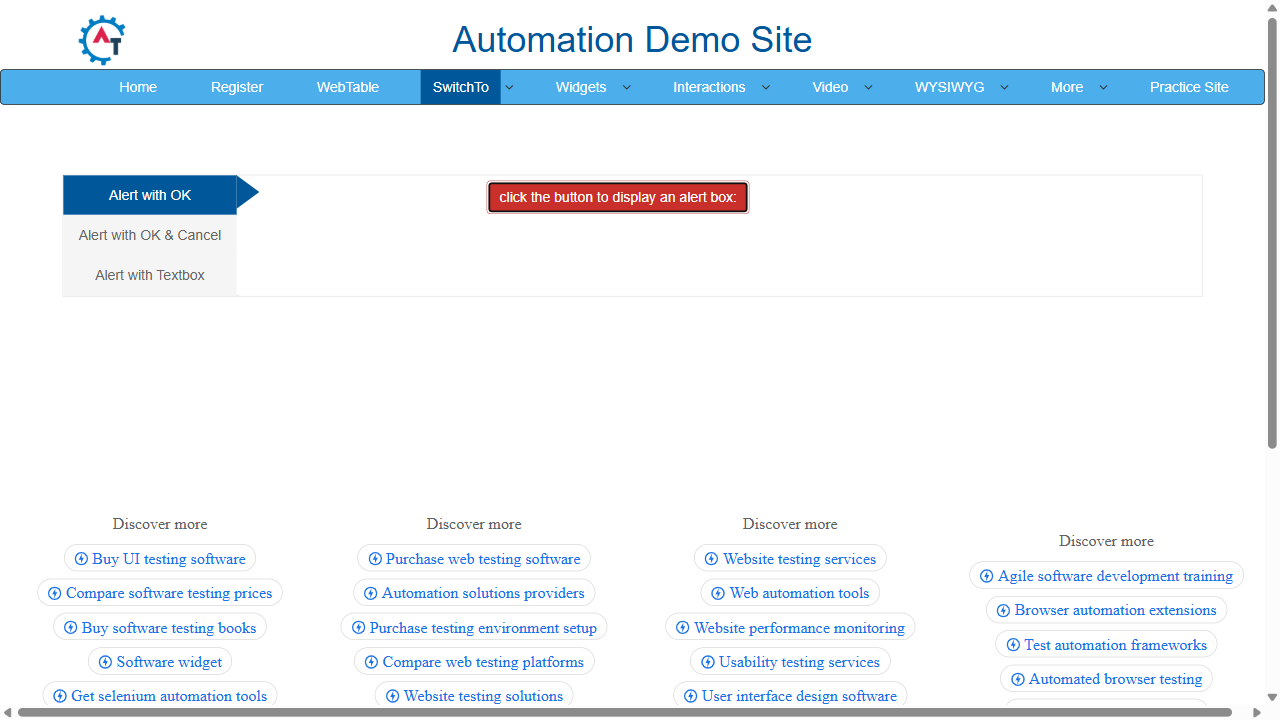 Automation Demo Site
Home Register WebTable SwitchTo Widgets Interactions Video WYSIWYG More Practice Site
Alert with OK
click the button to display an alert box:
Alert with OK & Cancel
Alert with Textbox
Discover more
Buy UI testing software
Compare software testing prices
Buy software testing books
Software widget
Get selenium automation tools
Discover more
Purchase web testing software
Automation solutions providers
Purchase testing environment setup
Compare web testing platforms
Website testing solutions
Discover more
Website testing services
Web automation tools
Website performance monitoring
Usability testing services
User interface design software
Discover more
Agile software development training
Browser automation extensions
Test automation frameworks
Automated browser testing